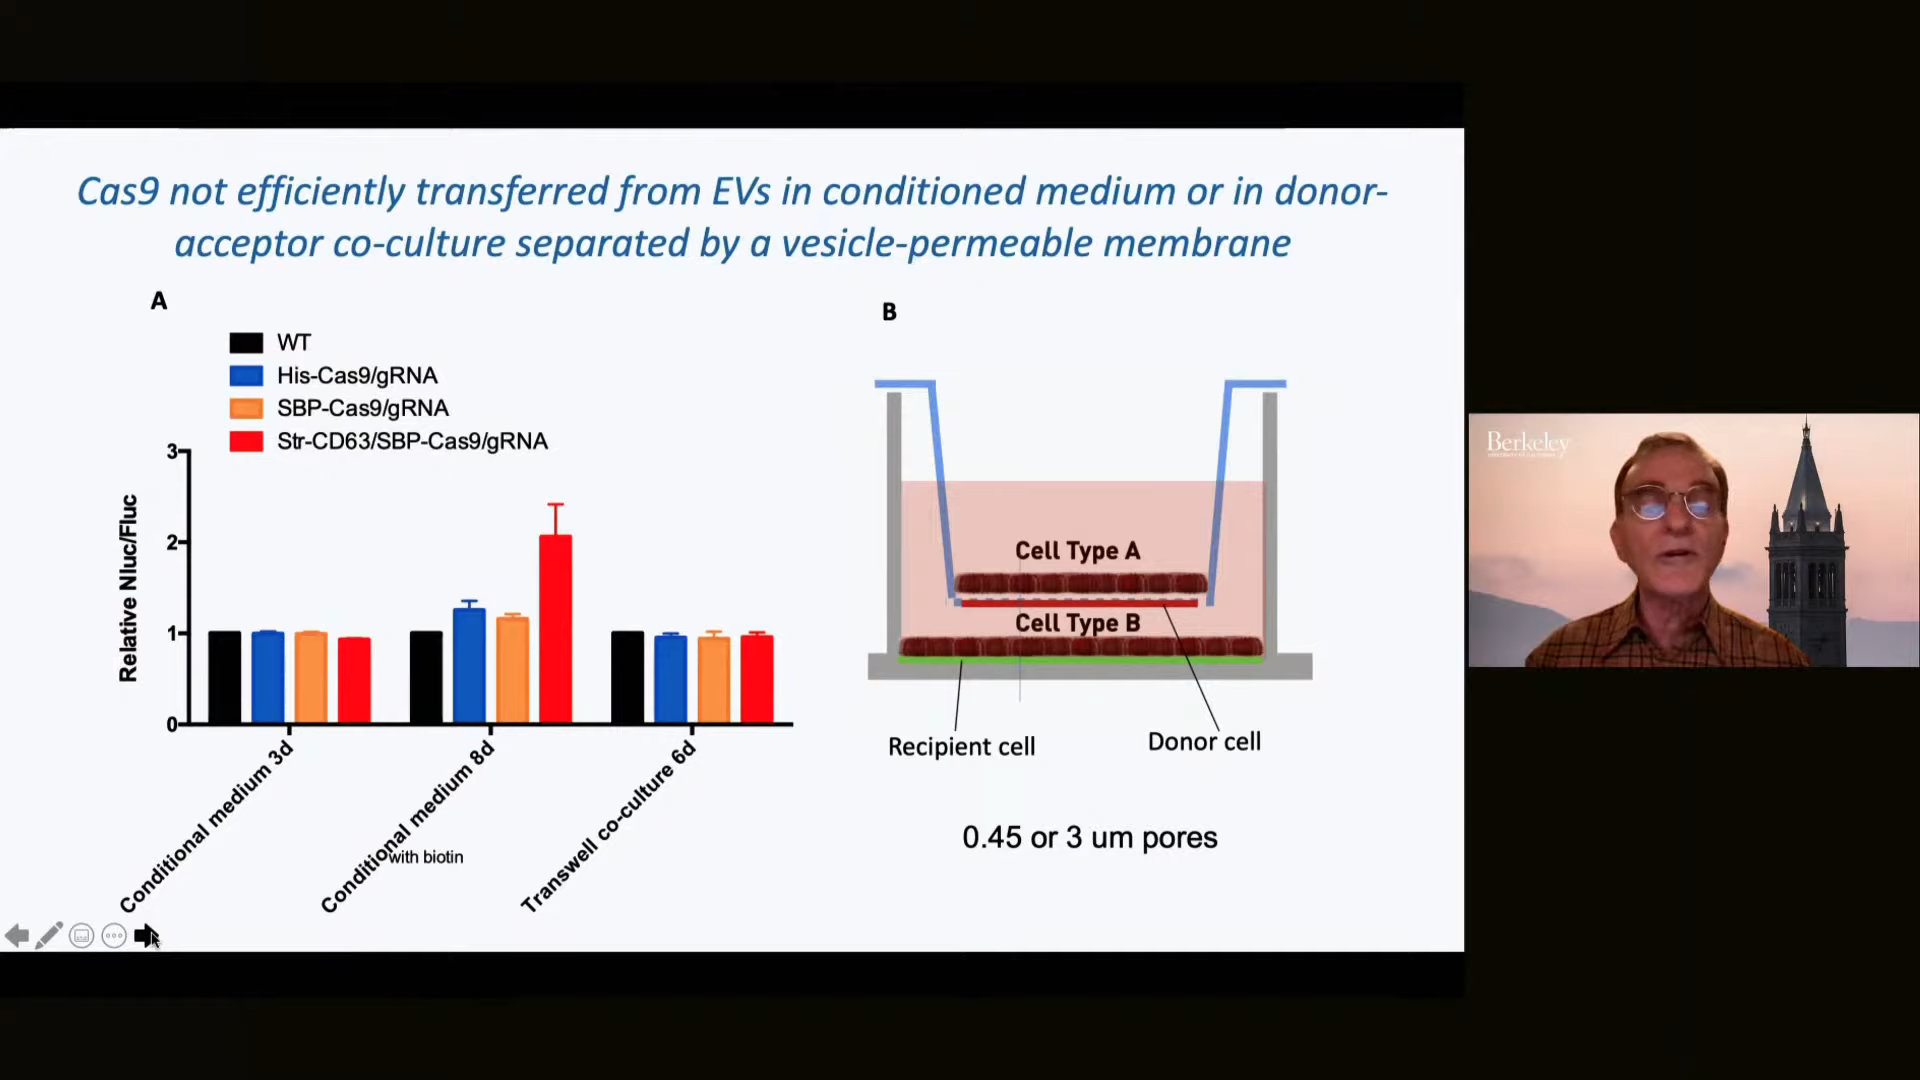 Cas9 not efficiently transferred from EVs in conditioned medium or in donor-
acceptor co-culture separated by a vesicle-permeable membrane
A
WT
His-Cas9/gRNA
SBP-Cas9/gRNA
Str-CD63/SBP-Cas9/gRNA
Relative Nluc/Fluc
3
2
1
0
Conditional medium 3d
Conditional medium 8d
with biotin
Transwell co-culture 6d
B
Cell Type A
Cell Type B
Recipient cell
Donor cell
0.45 or 3 um pores
Berkeley